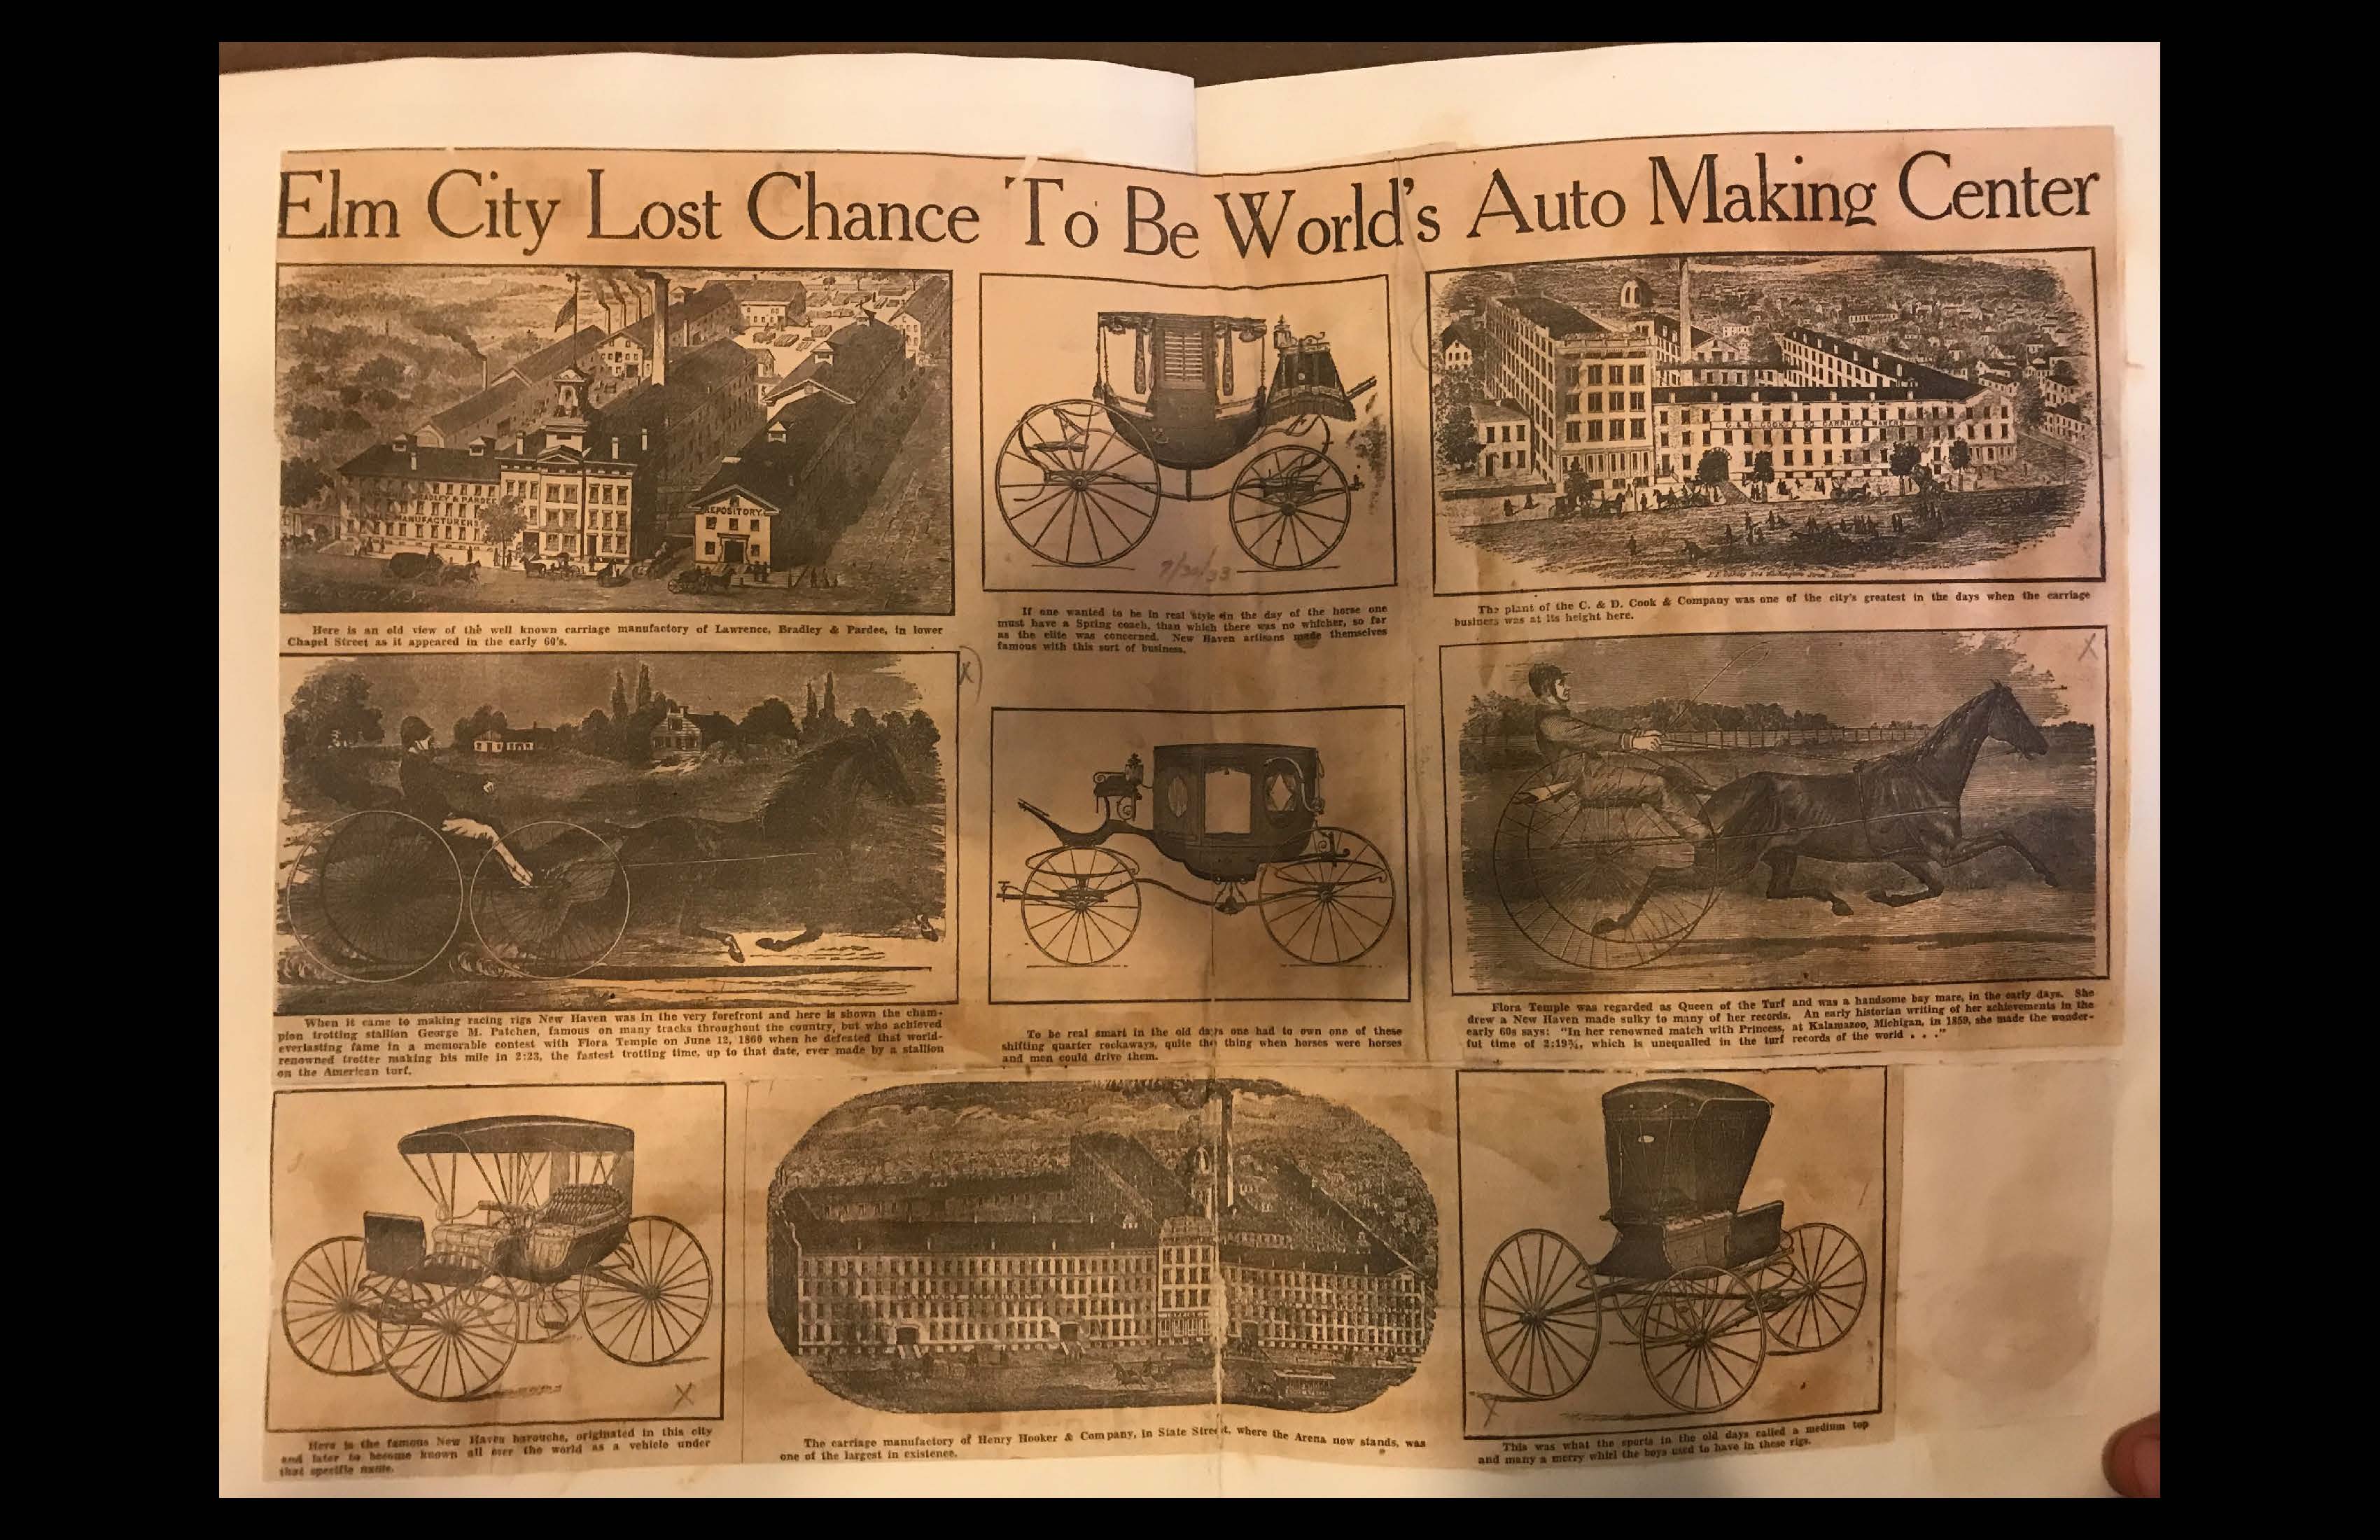 Elm City Lost Chance To Be World's Auto Making Center
BRADLEY & PARDEE
MANUFACTURERS
REPOSITORY
Here is an old view of the well known carriage manufactory of Lawrence, Bradley & Pardee, in lower
Chapel Street as it appeared in the early 60's.
7/30/33
If one wanted to be in real style in the day of the horse one
must have a Spring coach, than which there was no whicher, so far
as the elite was concerned. New Haven artisans made themselves
famous with this sort of business.
C. & D. COOK & CO. CARRIAGE MAKERS
The plant of the C. & D. Cook & Company was one of the city's greatest in the days when the carriage
business was at its height here.
X
When it came to making racing rigs New Haven was in the very forefront and here is shown the cham-
pion trotting stallion George M. Patchen, famous on many tracks throughout the country, but who achieved
everlasting fame in a memorable contest with Flora Temple on June 12, 1860 when he defeated that world-
renowned trotter making his mile in 2:23, the fastest trotting time, up to that date, ever made by a stallion
on the American turf.
To be real smart in the old days one had to own one of these
shifting quarter rockaways, quite the thing when horses were horses
and men could drive them.
X
Flora Temple was regarded as Queen of the Turf and was a handsome bay mare, in the early days. She
drew a New Haven made sulky to many of her records. An early historian writing of her achievements in the
early 60s says: "In her renowned match with Princess, at Kalamazoo, Michigan, in 1859, she made the wonder-
ful time of 2:19¾, which is unequalled in the turf records of the world . . ."
X
Here is the famous New Haven barouche, originated in this city
and later to become known all over the world as a vehicle under
that specific name.
The carriage manufactory of Henry Hooker & Company, in State Street, where the Arena now stands, was
one of the largest in existence.
X
This was what the sports in the old days called a medium top
and many a merry whirl the boys used to have in these rigs.